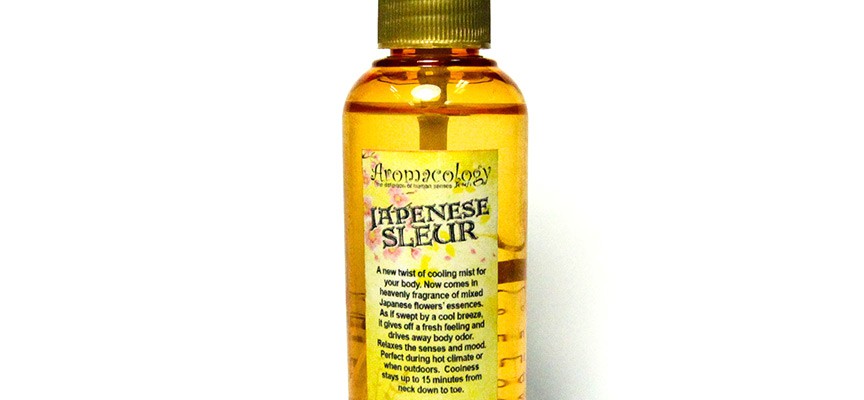 Aromacology
JAPENESE
SLEUR
A new twist of cooling mist for
your body. Now comes in
heavenly fragrance of mixed
Japanese flowers' essences.
As if swept by a cool breeze,
it gives off a fresh feeling and
drives away body odor.
Relaxes the senses and mood.
Perfect during hot climate or
when outdoors. Coolness
stays up to 15 minutes from
neck down to toe.